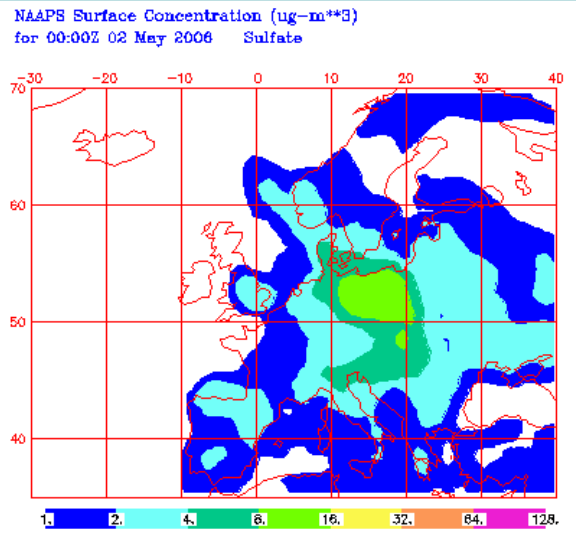 NAAPS Surface Concentration (ug-m**3)
for 00:00Z 02 May 2006 Sulfate
-30 -20 -10 0 10 20 30 40
70
60
50
40
1. 2. 4. 8. 16. 32. 64. 128.